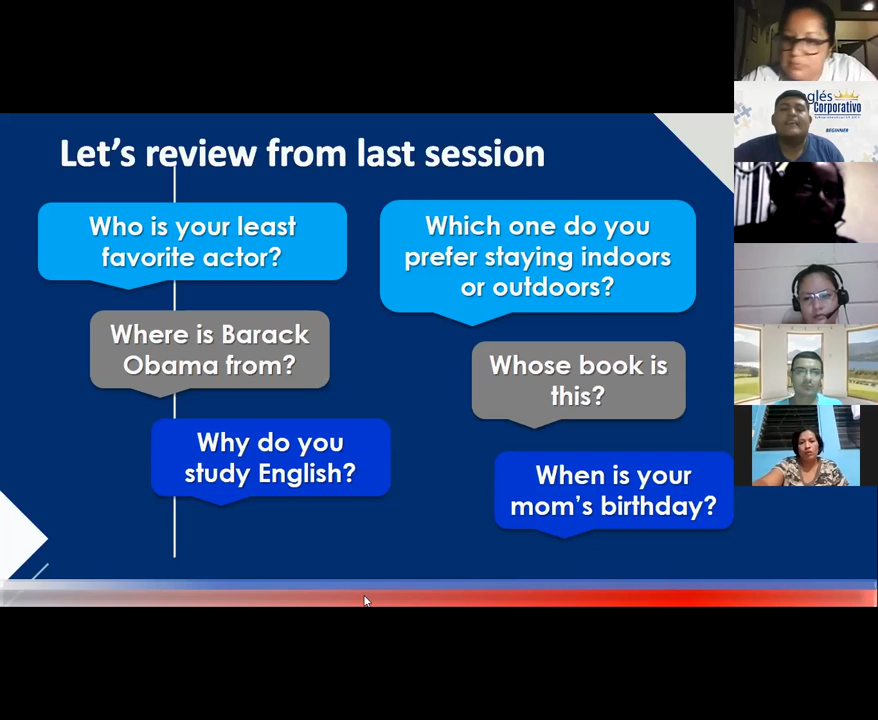 Let's review from last session
Who is your least
favorite actor?
Which one do you
prefer staying indoors
or outdoors?
Where is Barack
Obama from?
Whose book is
this?
Why do you
study English?
When is your
mom's birthday?
glés
Corporativo
BEGINNER